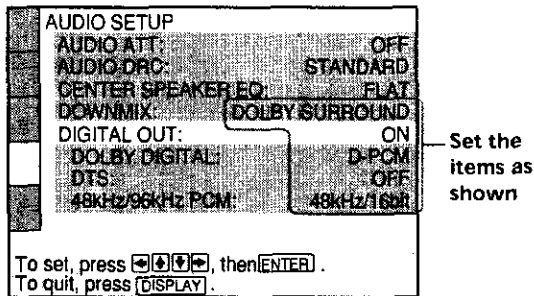 AUDIO SETUP
AUDIO ATT: OFF
AUDIO DRC: STANDARD
CENTER SPEAKER EQ: FLAT
DOWNMIX: DOLBY SURROUND
DIGITAL OUT: ON
DOLBY DIGITAL: D-PCM
DTS: OFF
48kHz/96kHz PCM: 48kHz/16bit
Set the
items as
shown
To set, press ←↑↓→, then ENTER .
To quit, press DISPLAY .